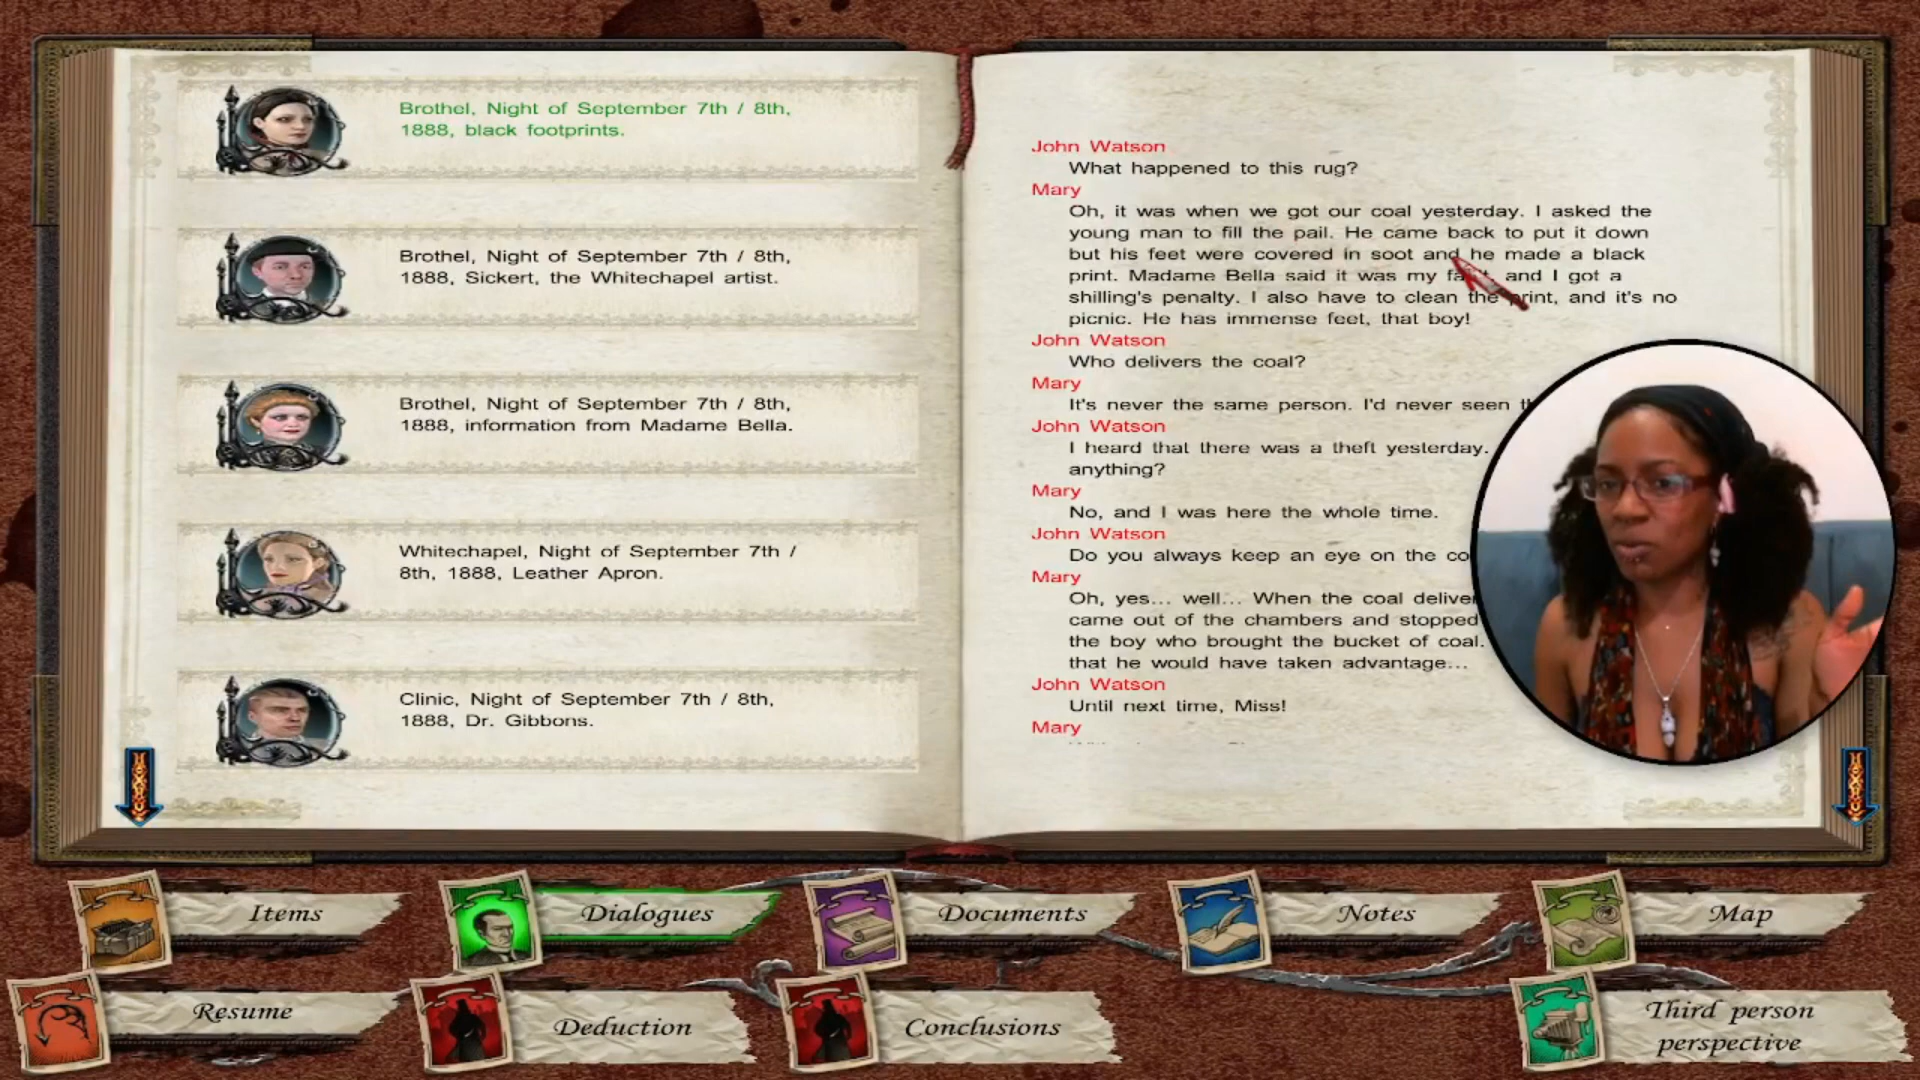 Brothel, Night of September 7th / 8th,
1888, black footprints.
Brothel, Night of September 7th / 8th,
1888, Sickert, the Whitechapel artist.
Brothel, Night of September 7th / 8th,
1888, information from Madame Bella.
Whitechapel, Night of September 7th /
8th, 1888, Leather Apron.
Clinic, Night of September 7th / 8th,
1888, Dr. Gibbons.
John Watson
What happened to this rug?
Mary
Oh, it was when we got our coal yesterday. I asked the
young man to fill the pail. He came back to put it down
but his feet were covered in soot and he made a black
print. Madame Bella said it was my and I got a
shilling's penalty. I also have to clean the print, and it's no
picnic. He has immense feet, that boy!
John Watson
Who delivers the coal?
Mary
It's never the same person. I'd never seen
John Watson
I heard that there was a theft yesterday.
anything?
Mary
No, and I was here the whole time.
John Watson
Do you always keep an eye on the
Mary
Oh, yes... well... When the coal
came out of the chambers and stopped
the boy who brought the bucket of coal.
that he would have taken advantage...
John Watson
Until next time, Miss!
Mary
Items
Dialogues
Documents
Notes
Map
Resume
Deduction
Conclusions
Third person
perspective